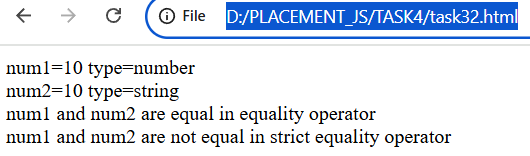 File D:/PLACEMENT_JS/TASK4/task32.html
num1=10 type=number
num2=10 type=string
num1 and num2 are equal in equality operator
num1 and num2 are not equal in strict equality operator